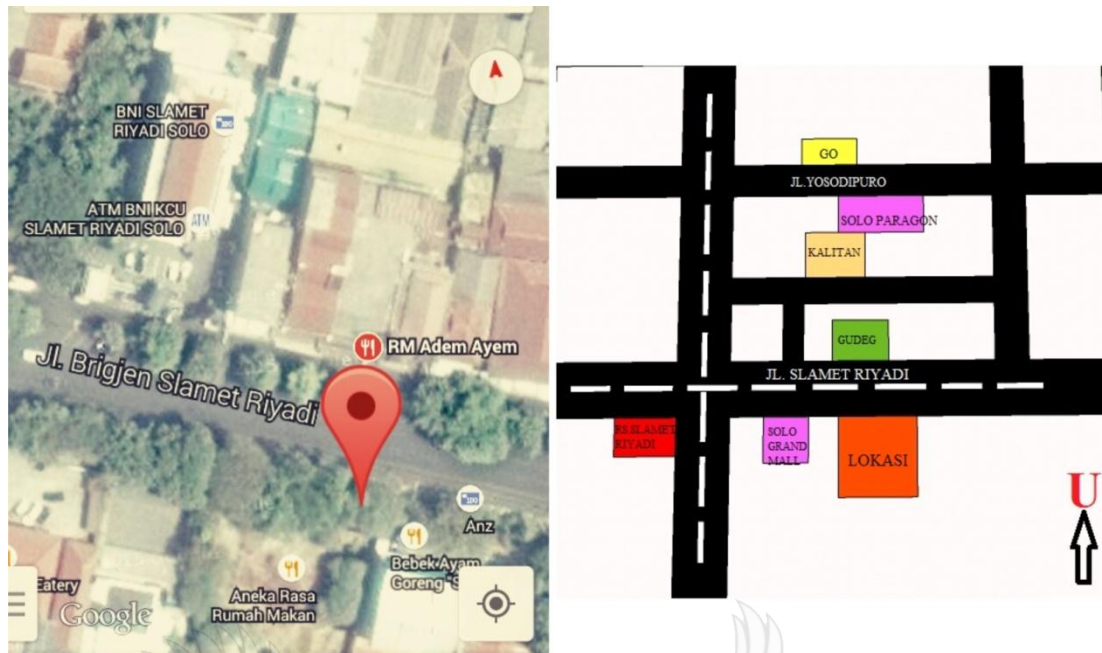 BNI SLAMET
RIYADI SOLO
ATM BNI KCU
SLAMET RIYADI SOLO
ATM
RM Adem Ayem
Jl. Brigjen Slamet Riyadi
Anz
Bebek Ayam
Goreng "S
Aneka Rasa
Rumah Makan
Eatery
Google
GO
JL.YOSODIPURO
SOLO PARAGON
KALITAN
GUDEG
JL. SLAMET RIYADI
RS.SLAMET
RIYADI
SOLO
GRAND
MALL
LOKASI
U